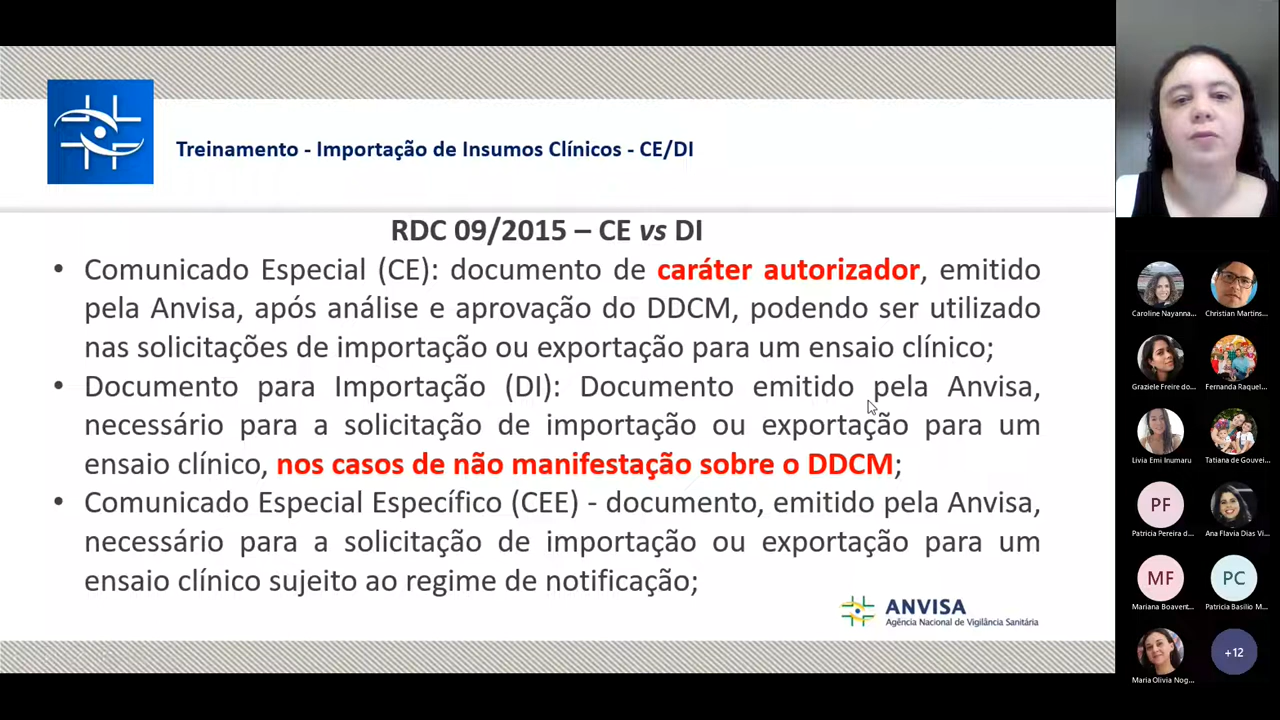 Treinamento - Importação de Insumos Clínicos - CE/DI
RDC 09/2015 – CE vs DI
• Comunicado Especial (CE): documento de caráter autorizador, emitido
pela Anvisa, após análise e aprovação do DDCM, podendo ser utilizado
nas solicitações de importação ou exportação para um ensaio clínico;
• Documento para Importação (DI): Documento emitido pela Anvisa,
necessário para a solicitação de importação ou exportação para um
ensaio clínico, nos casos de não manifestação sobre o DDCM;
• Comunicado Especial Específico (CEE) - documento, emitido pela Anvisa,
necessário para a solicitação de importação ou exportação para um
ensaio clínico sujeito ao regime de notificação;
ANVISA
Agência Nacional de Vigilância Sanitária
Caroline Nayanna...
Christian Martins...
Graziele Freire do...
Fernanda Raquel...
Livia Emi Inumaru
Tatiana de Gouvei...
PF
Patricia Pereira d...
Ana Flavia Dias Vi...
MF
Mariana Boavent...
PC
Patricia Basilio M...
Maria Olivia Nog...
+12